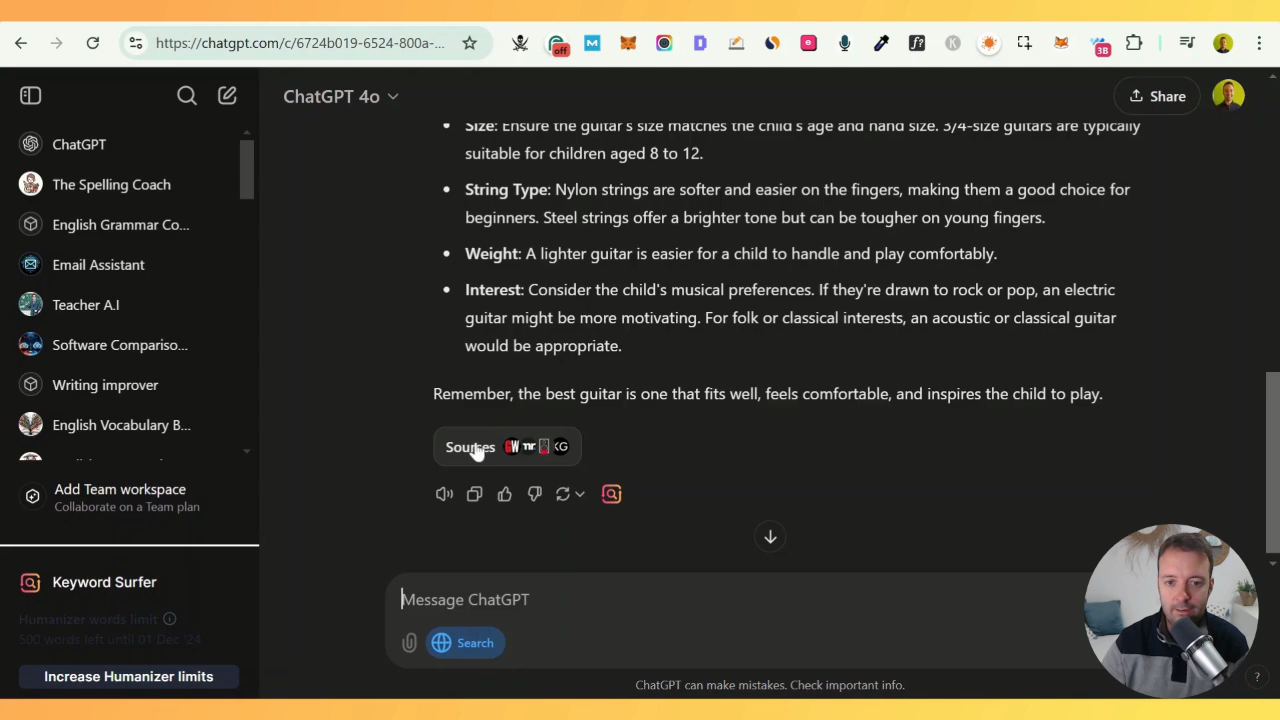 https://chatgpt.com/c/6724b019-6524-800a-...
off
M
e
f?
K
3B
ChatGPT 4o
Share
ChatGPT
The Spelling Coach
English Grammar Co...
Email Assistant
Teacher A.I
Software Compariso...
Writing improver
English Vocabulary B...
Add Team workspace
Collaborate on a Team plan
Keyword Surfer
Humanizer words limit
500 words left until 01 Dec '24
Increase Humanizer limits
• Size: Ensure the guitar's size matches the child's age and hand size. 3/4-size guitars are typically
suitable for children aged 8 to 12.
• String Type: Nylon strings are softer and easier on the fingers, making them a good choice for
beginners. Steel strings offer a brighter tone but can be tougher on young fingers.
• Weight: A lighter guitar is easier for a child to handle and play comfortably.
• Interest: Consider the child's musical preferences. If they're drawn to rock or pop, an electric
guitar might be more motivating. For folk or classical interests, an acoustic or classical guitar
would be appropriate.
Remember, the best guitar is one that fits well, feels comfortable, and inspires the child to play.
Sources GW KG
Message ChatGPT
Search
ChatGPT can make mistakes. Check important info.
?